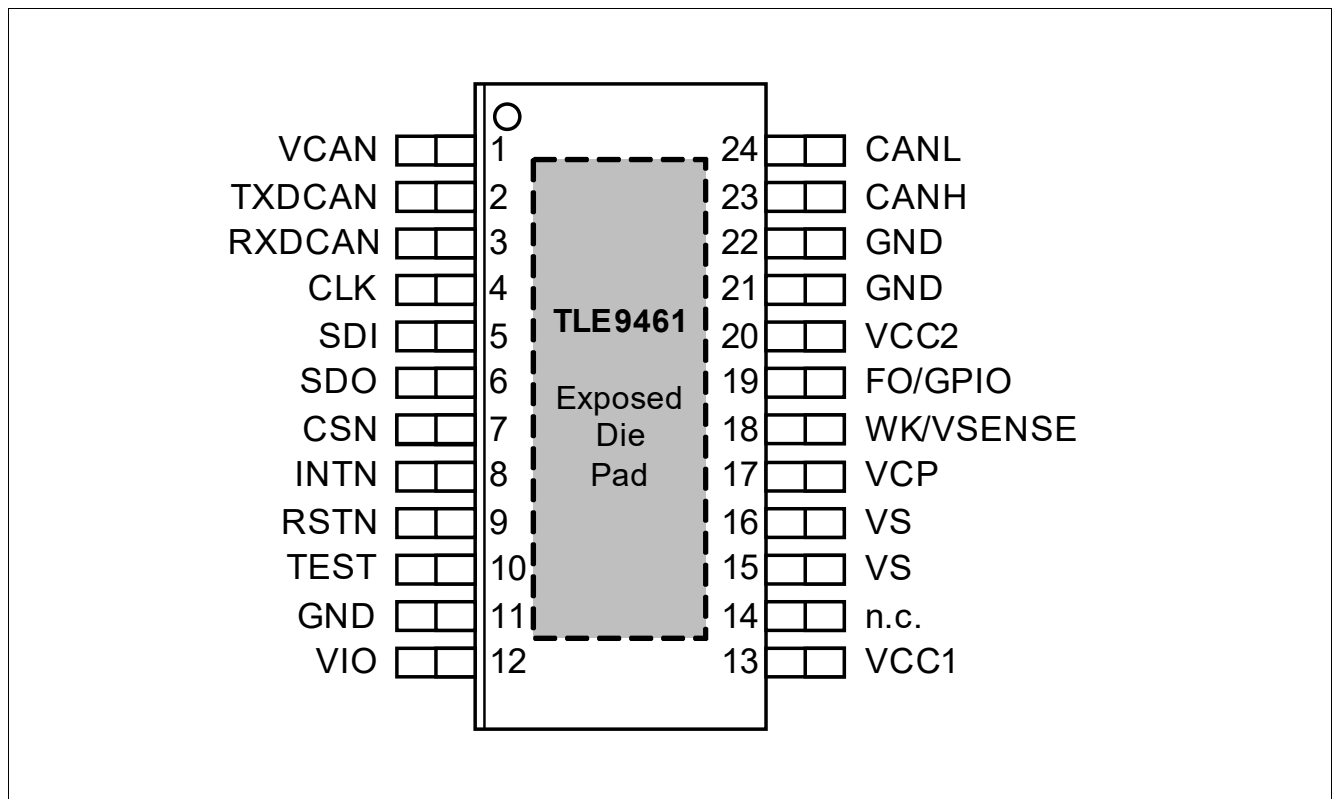 VCAN 1 24 CANL
TXDCAN 2 23 CANH
RXDCAN 3 22 GND
CLK 4 21 GND
TLE9461
SDI 5 20 VCC2
SDO 6 19 FO/GPIO
Exposed
CSN 7 Die 18 WK/VSENSE
INTN 8 Pad 17 VCP
RSTN 9 16 VS
TEST 10 15 VS
GND 11 14 n.c.
VIO 12 13 VCC1